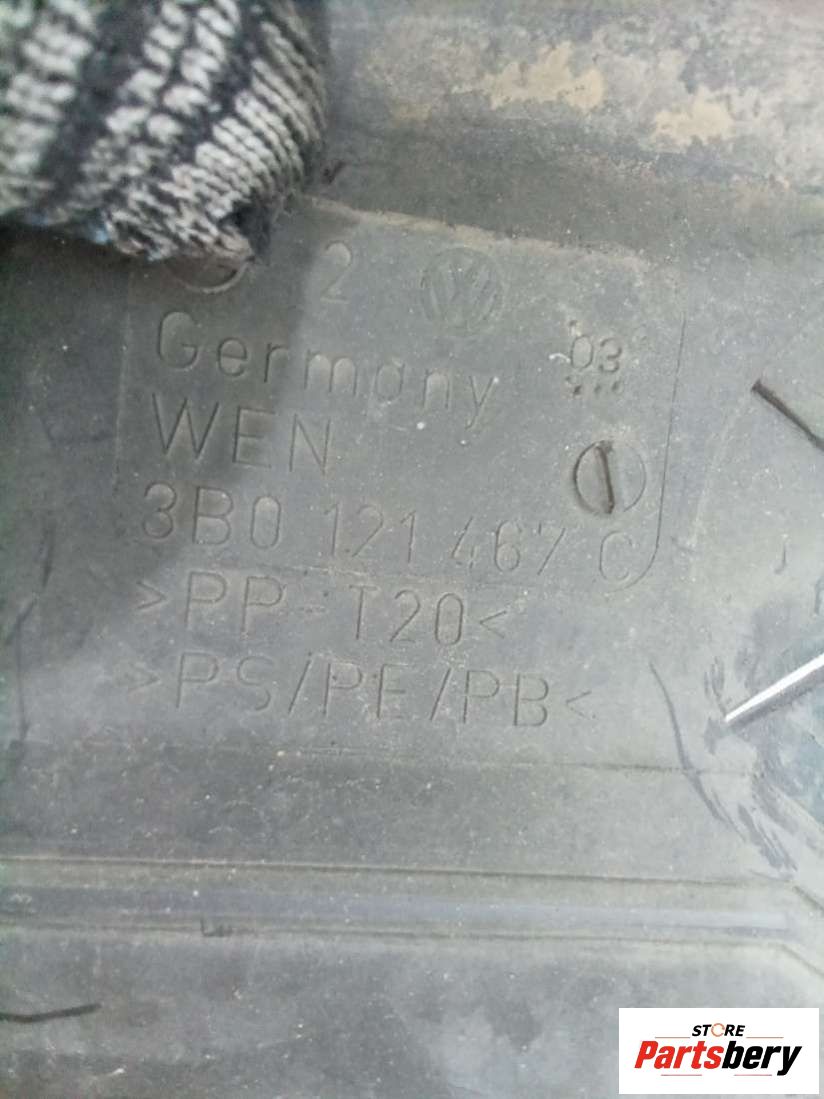 2
Germany
03
WEN
3B0 121 467 C
>PP-T20<
>PS/PE/PB<
STORE
Partsbery